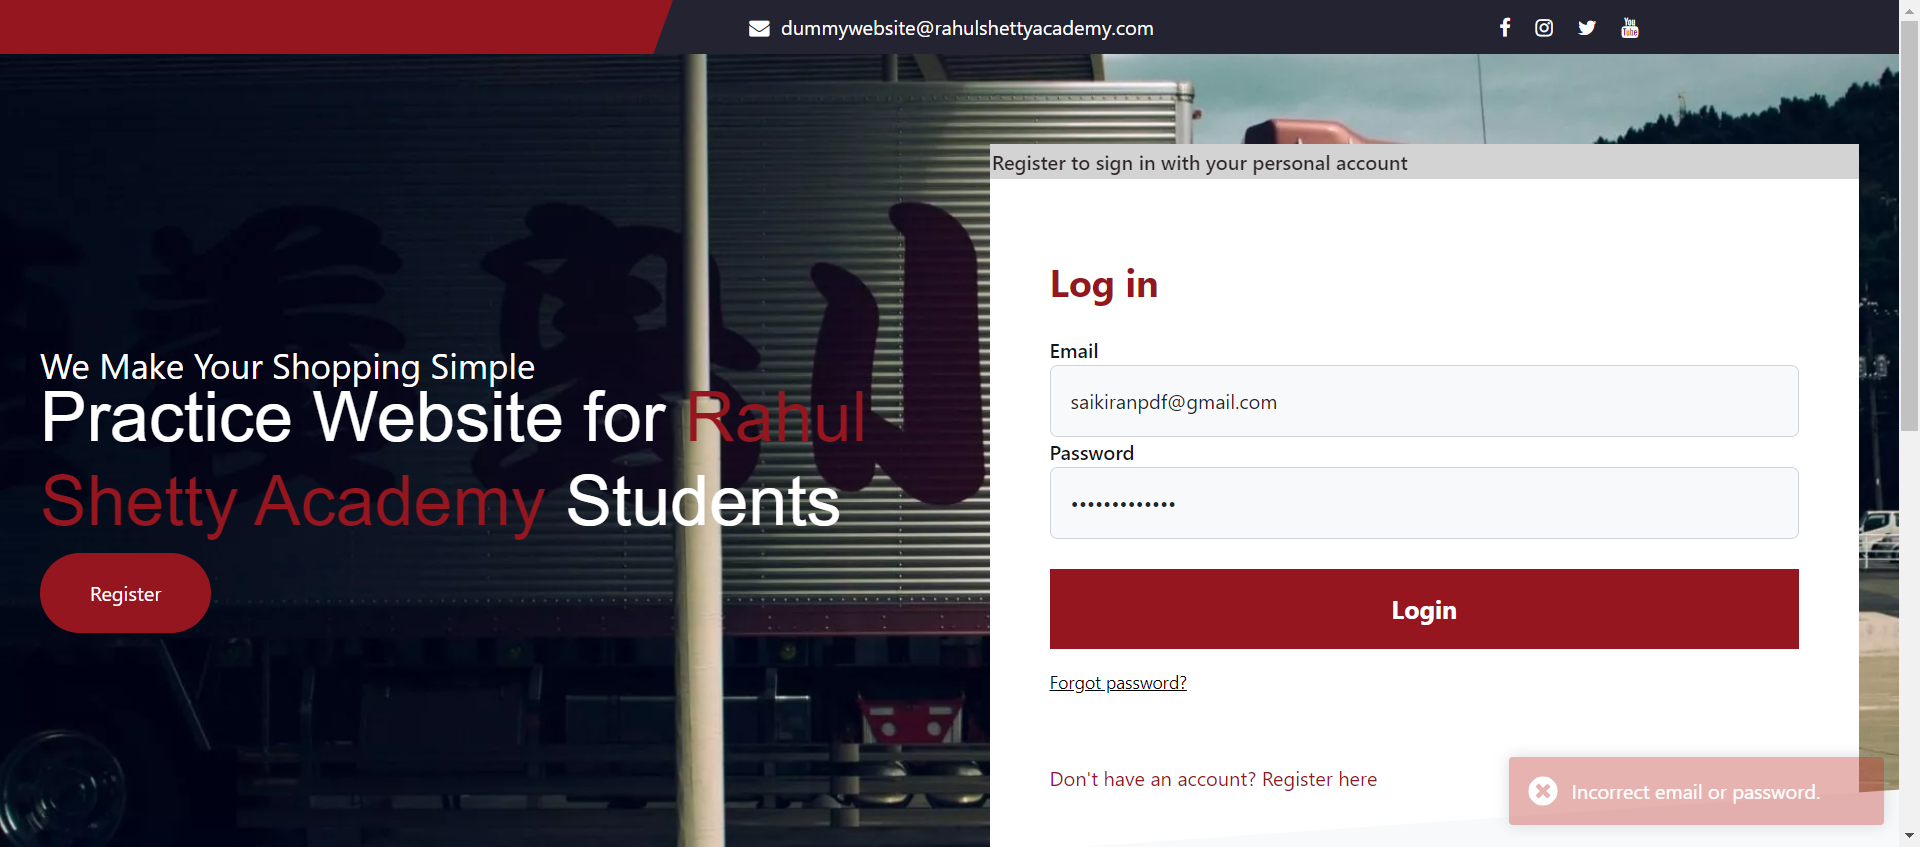 dummywebsite@rahulshettyacademy.com
Register to sign in with your personal account
We Make Your Shopping Simple
Practice Website for Rahul
Shetty Academy Students
Register
Log in
Email
saikiranpdf@gmail.com
Password
•••••••••••••
Login
Forgot password?
Don't have an account? Register here
Incorrect email or password.